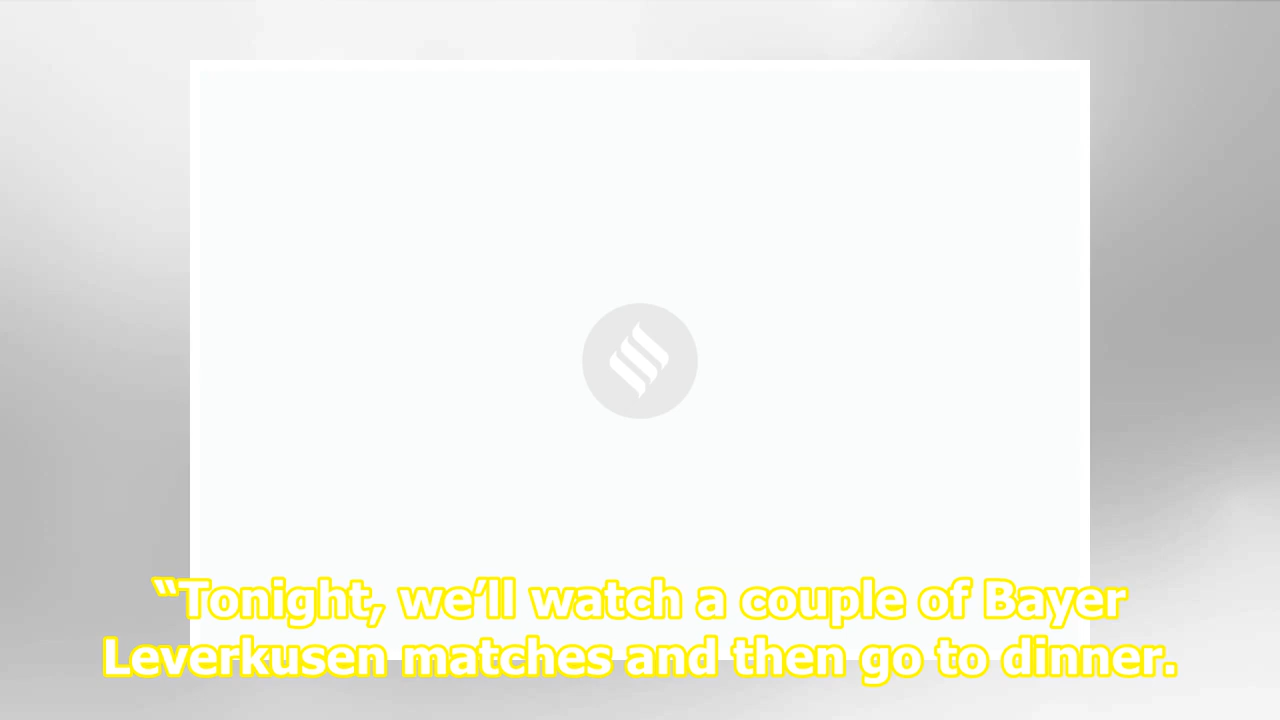 “Tonight, we’ll watch a couple of Bayer
Leverkusen matches and then go to dinner.